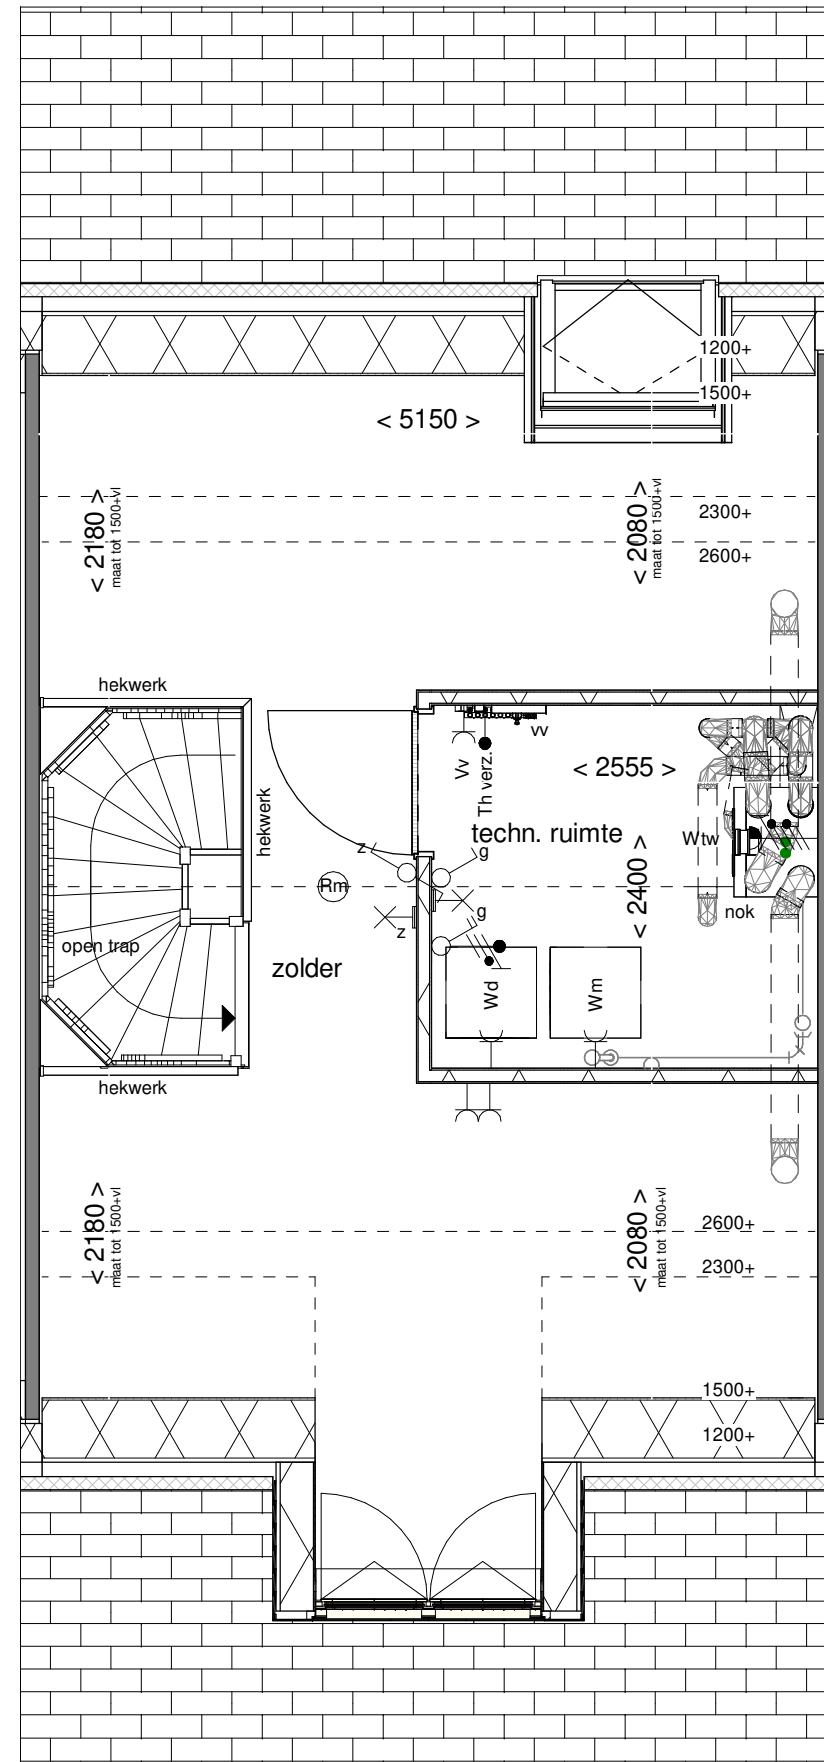 1200+
1500+
< 5150 >
< 2180 >
maat tot 1500+vl
< 2080 >
maat tot 1500+vl
2300+
2600+
hekwerk
hekwerk
open trap
hekwerk
zolder
Rm
vv
Vv
Th verz.
< 2555 >
techn. ruimte
Wtw
< 2400 >
nok
z
g
g
z
Wd
Wm
< 2180 >
maat tot 1500+vl
< 2080 >
maat tot 1500+vl
2600+
2300+
1500+
1200+